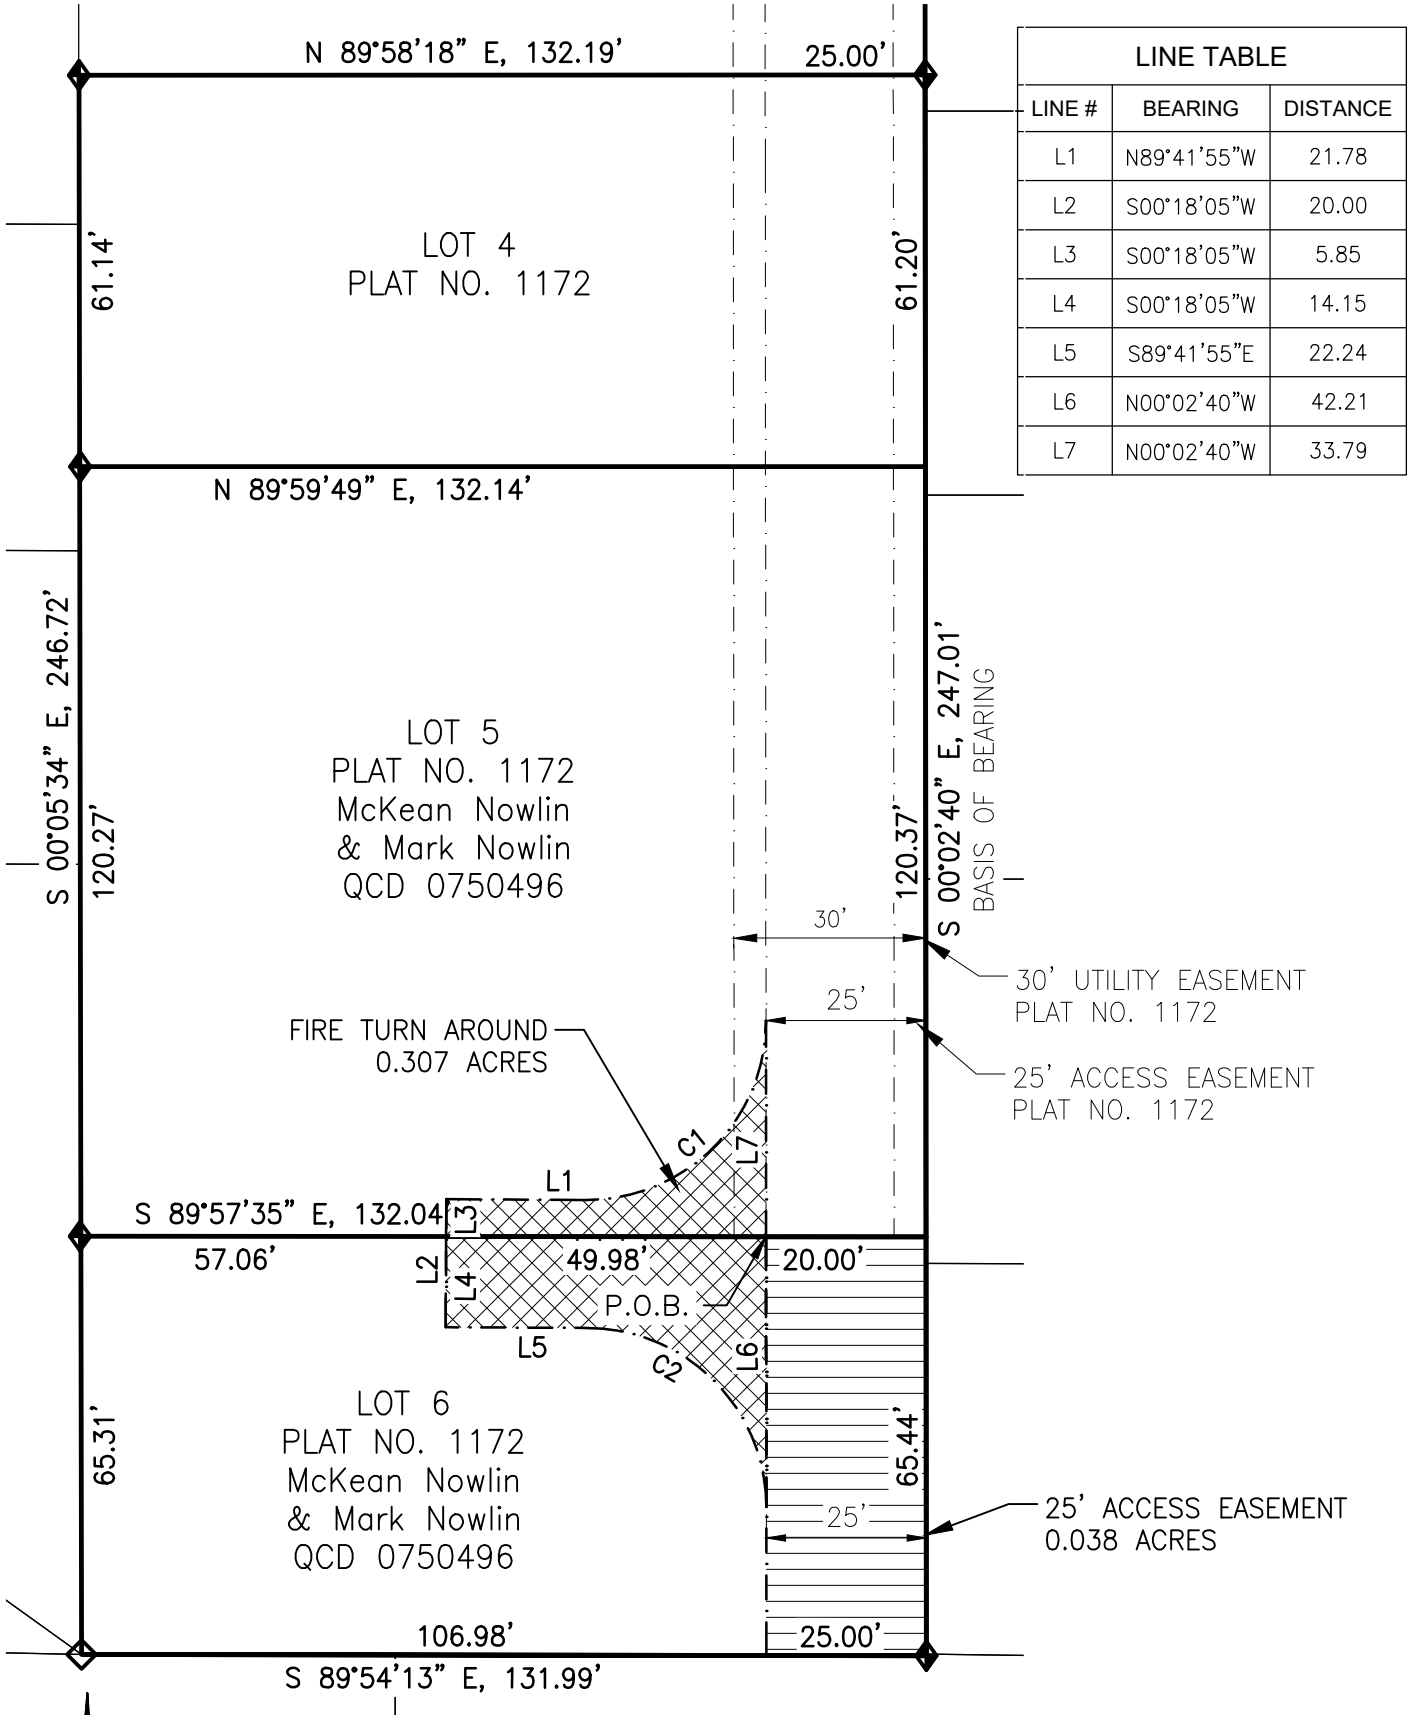 N 89°58'18" E, 132.19'
25.00'
LINE TABLE
LINE # BEARING DISTANCE
L1 N89°41'55"W 21.78
L2 S00°18'05"W 20.00
L3 S00°18'05"W 5.85
L4 S00°18'05"W 14.15
L5 S89°41'55"E 22.24
L6 N00°02'40"W 42.21
L7 N00°02'40"W 33.79
61.14'
LOT 4
PLAT NO. 1172
61.20'
N 89°59'49" E, 132.14'
S 00°05'34" E, 246.72'
120.27'
LOT 5
PLAT NO. 1172
McKean Nowlin
& Mark Nowlin
QCD 0750496
120.37'
S 00°02'40" E, 247.01'
BASIS OF BEARING
30'
30' UTILITY EASEMENT
PLAT NO. 1172
25'
25' ACCESS EASEMENT
PLAT NO. 1172
FIRE TURN AROUND
0.307 ACRES
C1
L7
L1
S 89°57'35" E, 132.04
L3
57.06'
L2
L4
49.98'
20.00'
P.O.B.
L5
C2
L6
65.31'
LOT 6
PLAT NO. 1172
McKean Nowlin
& Mark Nowlin
QCD 0750496
65.44'
25'
25' ACCESS EASEMENT
0.038 ACRES
106.98'
25.00'
S 89°54'13" E, 131.99'